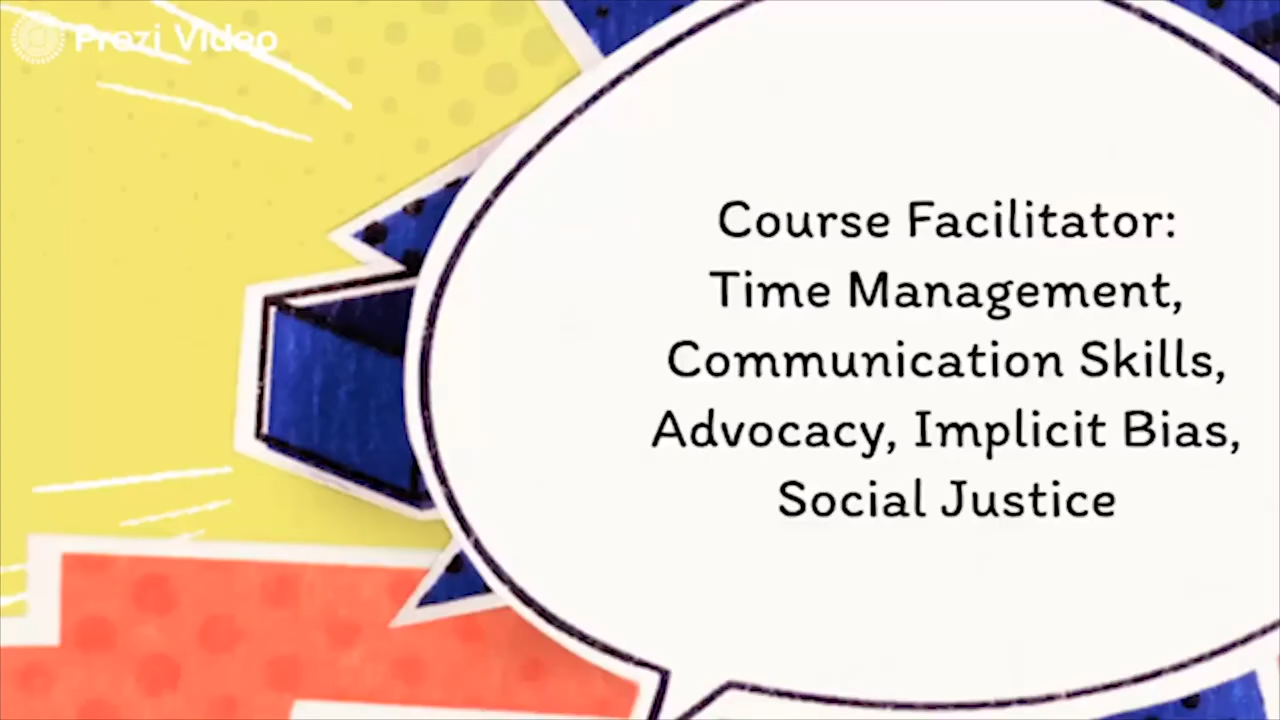 Prezi Video
Course Facilitator:
Time Management,
Communication Skills,
Advocacy, Implicit Bias,
Social Justice